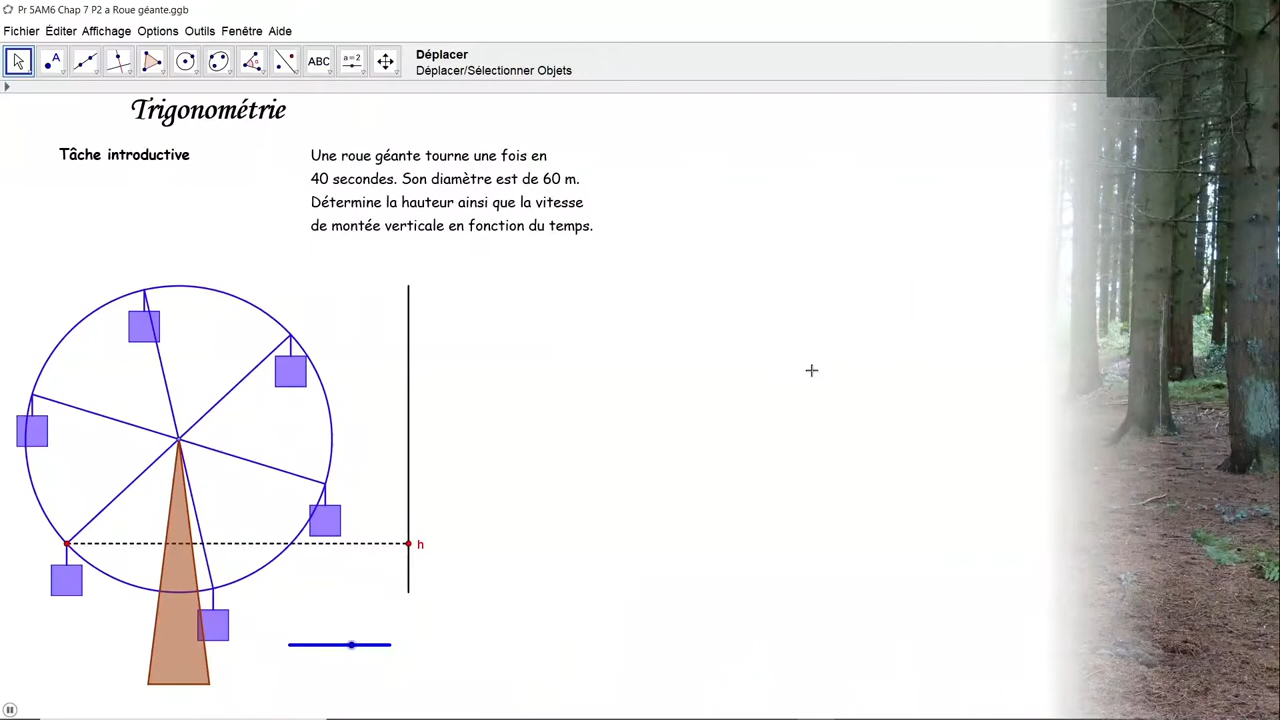 Pr 5AM6 Chap 7 P2 a Roue géante.ggb
Fichier Éditer Affichage Options Outils Fenêtre Aide
A
ABC
a=2
Déplacer
Déplacer/Sélectionner Objets
Trigonométrie
Tâche introductive
Une roue géante tourne une fois en
40 secondes. Son diamètre est de 60 m.
Détermine la hauteur ainsi que la vitesse
de montée verticale en fonction du temps.
h